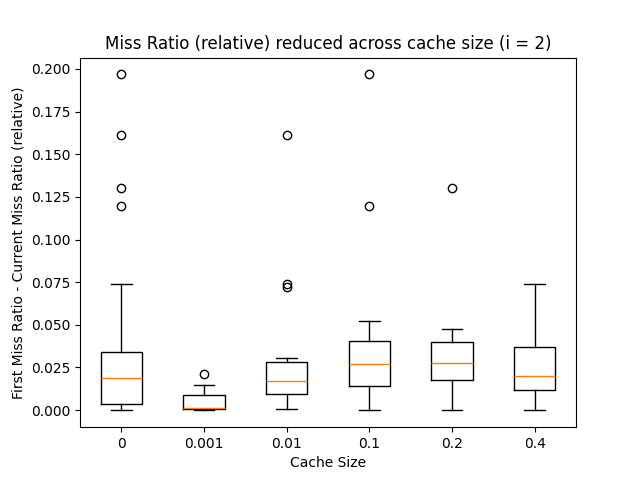 Miss Ratio (relative) reduced across cache size (i = 2)
First Miss Ratio - Current Miss Ratio (relative)
0.200
0.175
0.150
0.125
0.100
0.075
0.050
0.025
0.000
0 0.001 0.01 0.1 0.2 0.4
Cache Size